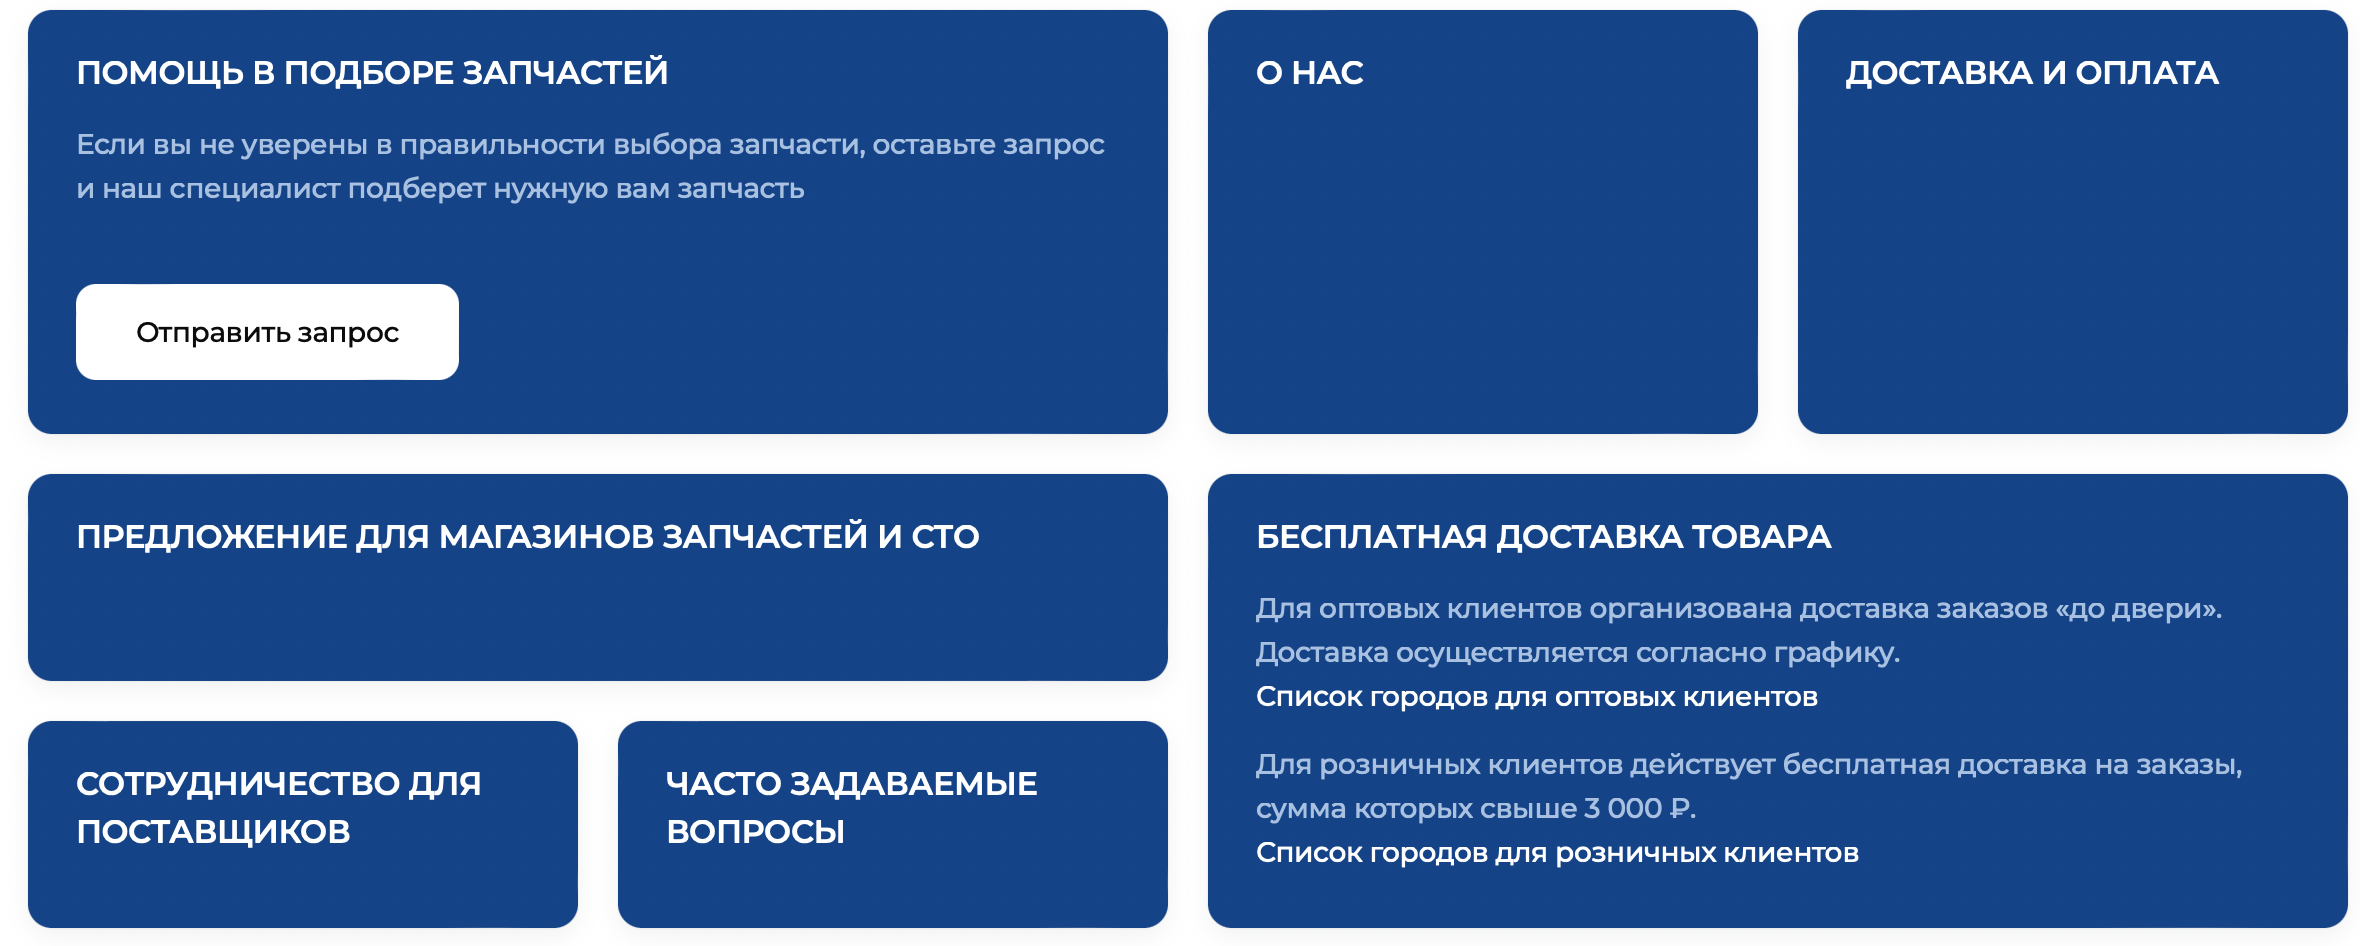 ПОМОЩЬ В ПОДБОРЕ ЗАПЧАСТЕЙ
Если вы не уверены в правильности выбора запчасти, оставьте запрос
и наш специалист подберет нужную вам запчасть
Отправить запрос
О НАС
ДОСТАВКА И ОПЛАТА
ПРЕДЛОЖЕНИЕ ДЛЯ МАГАЗИНОВ ЗАПЧАСТЕЙ И СТО
СОТРУДНИЧЕСТВО ДЛЯ
ПОСТАВЩИКОВ
ЧАСТО ЗАДАВАЕМЫЕ
ВОПРОСЫ
БЕСПЛАТНАЯ ДОСТАВКА ТОВАРА
Для оптовых клиентов организована доставка заказов «до двери».
Доставка осуществляется согласно графику.
Список городов для оптовых клиентов
Для розничных клиентов действует бесплатная доставка на заказы,
сумма которых свыше 3 000 ₽.
Список городов для розничных клиентов